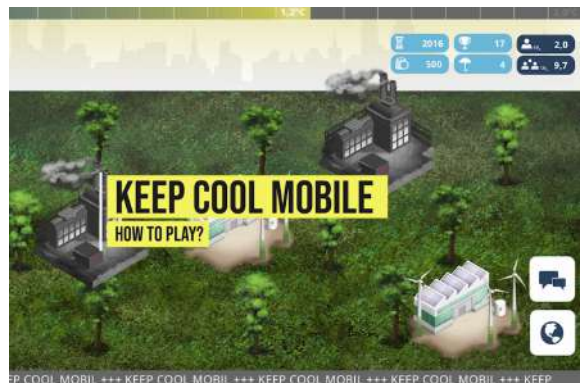 1,2°C
2016 17 2,0
500 4 9,7
KEEP COOL MOBILE
HOW TO PLAY?
EP COOL MOBIL +++ KEEP COOL MOBIL +++ KEEP COOL MOBIL +++ KEEP COOL MOBIL +++ KEEP